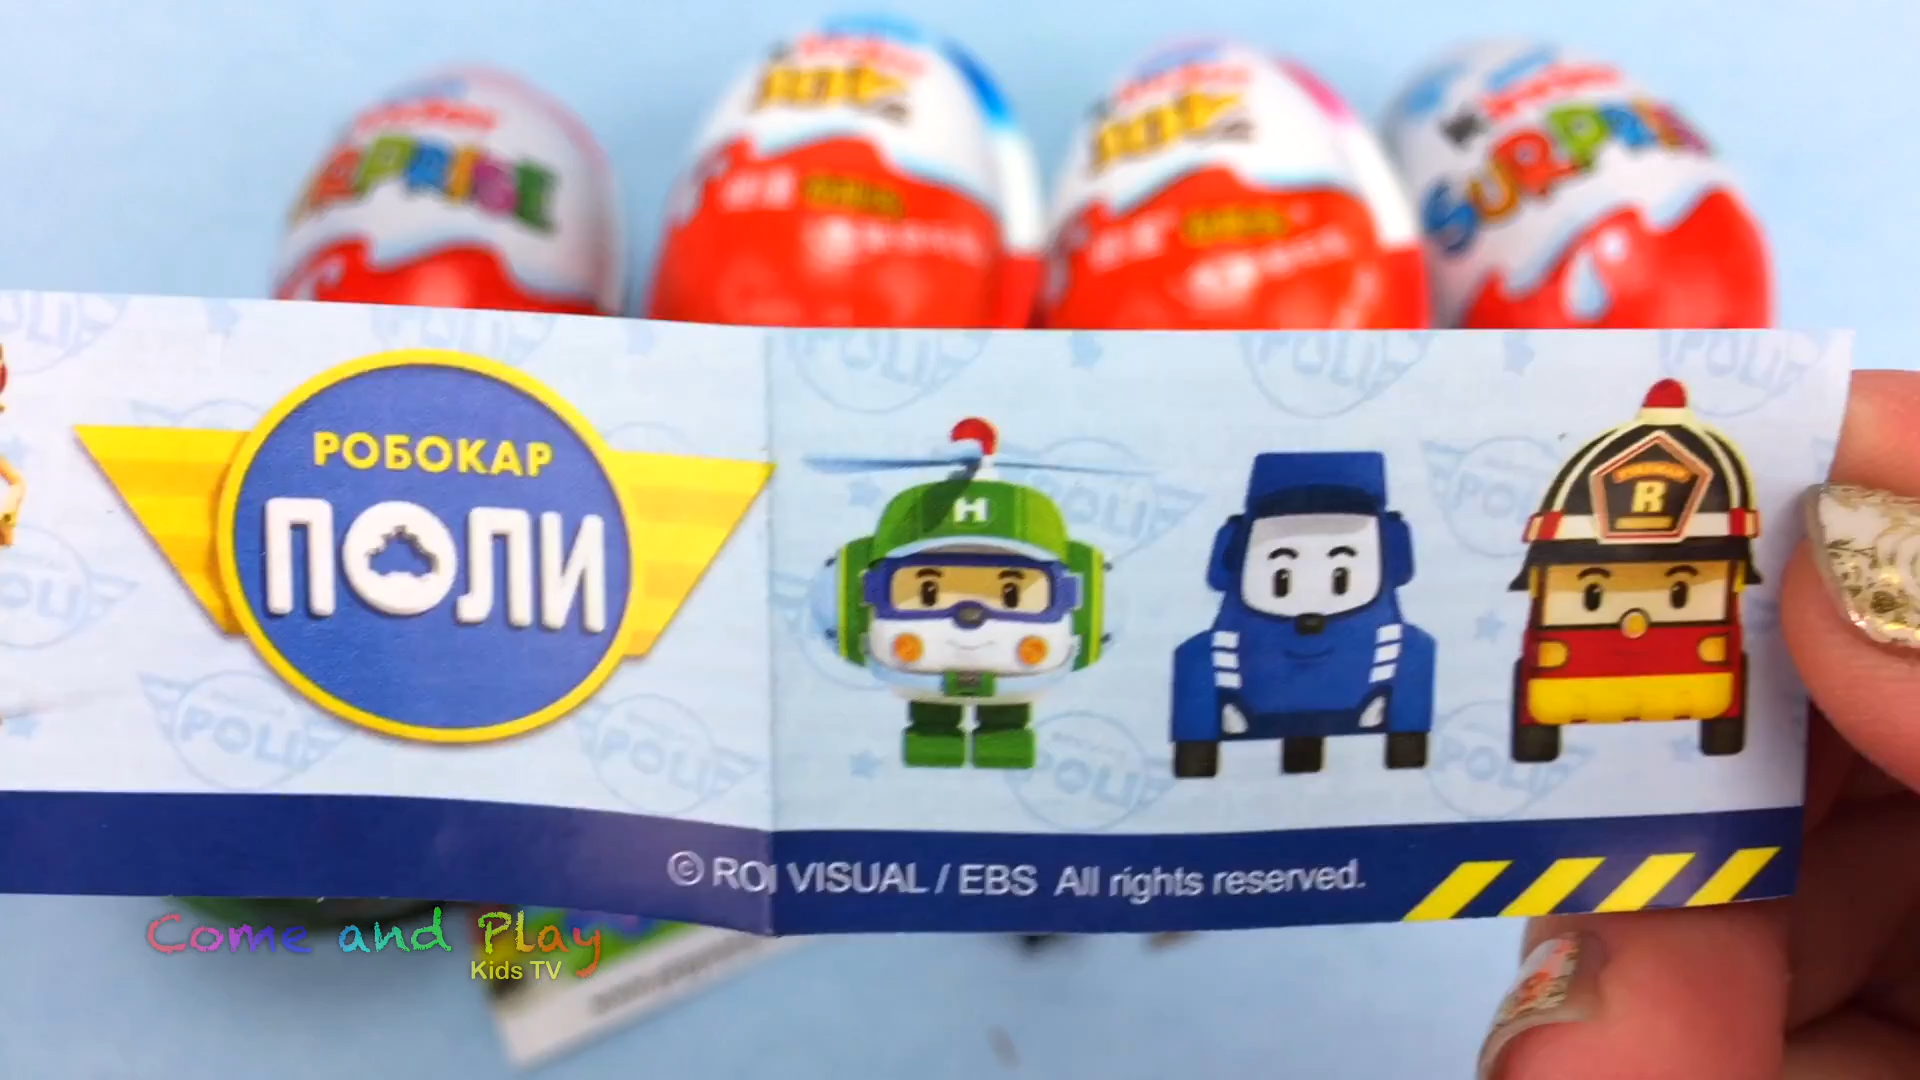 SURPRISE
JOY
JOY
SURPRISE
РОБОКАР
ПОЛИ
H
R
© ROI VISUAL / EBS All rights reserved.
Come and Play
Kids TV